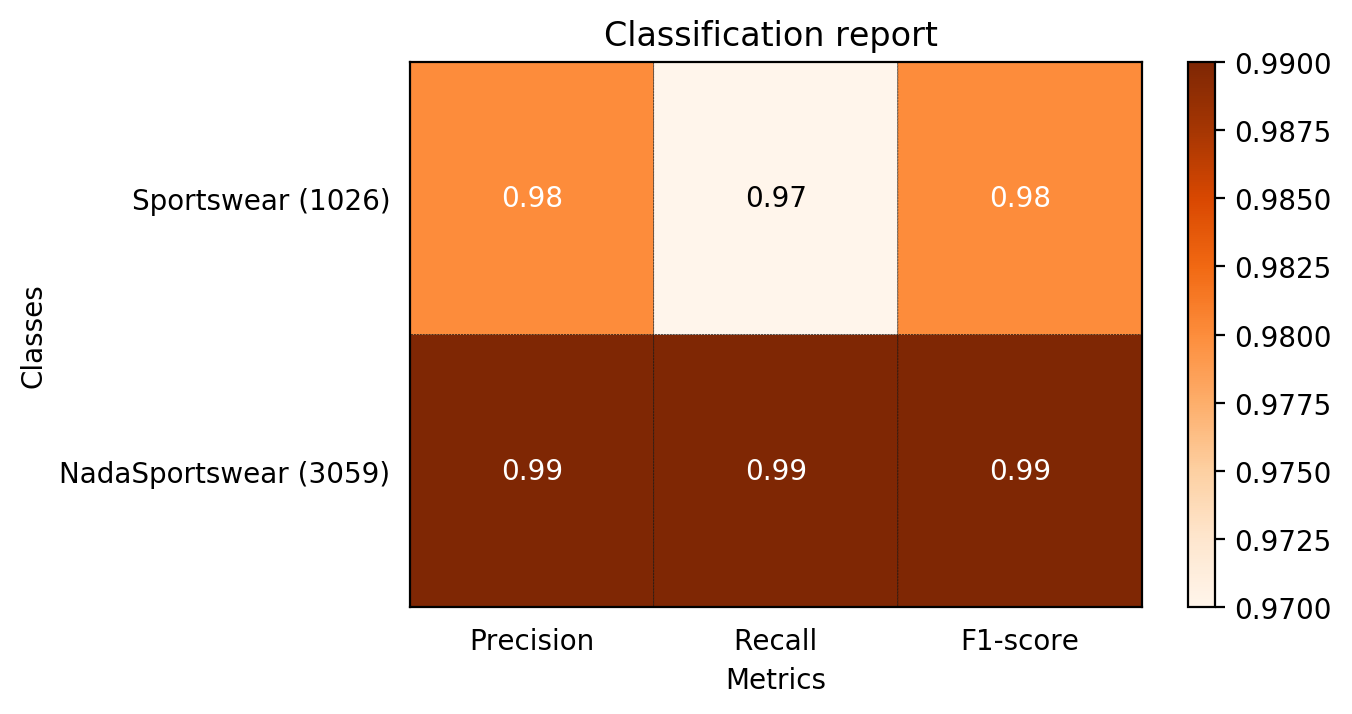 Classification report
Classes
Sportswear (1026)
0.98 0.97 0.98
NadaSportswear (3059)
0.99 0.99 0.99
Precision Recall F1-score
Metrics
0.9900
0.9875
0.9850
0.9825
0.9800
0.9775
0.9750
0.9725
0.9700